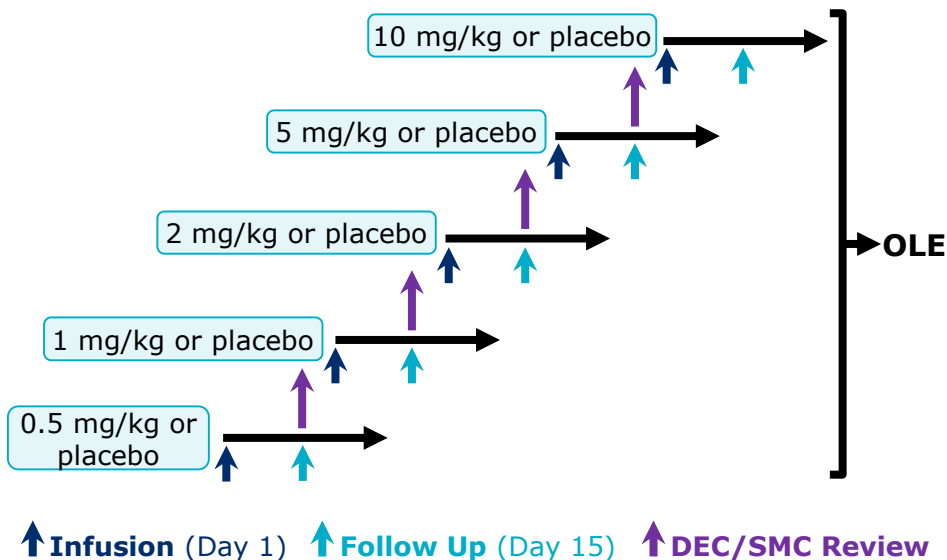 10 mg/kg or placebo
5 mg/kg or placebo
2 mg/kg or placebo
OLE
1 mg/kg or placebo
0.5 mg/kg or
placebo
Infusion (Day 1) Follow Up (Day 15) DEC/SMC Review